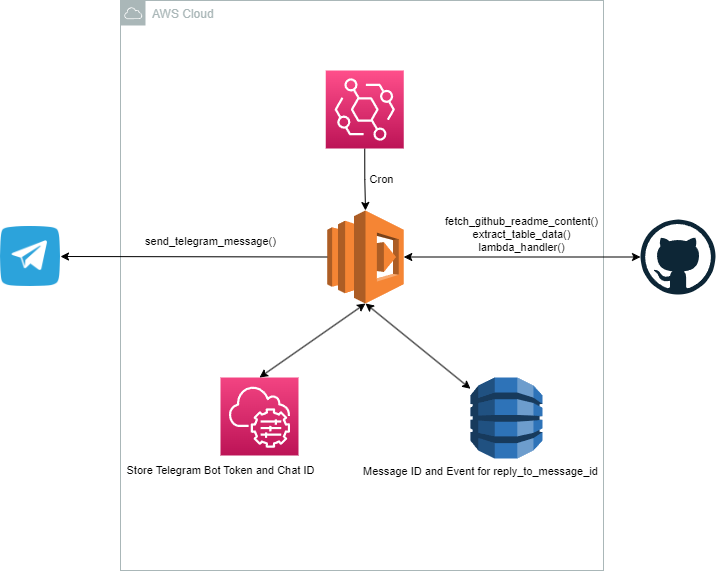 AWS Cloud
Cron
fetch_github_readme_content()
extract_table_data()
lambda_handler()
send_telegram_message()
Store Telegram Bot Token and Chat ID
Message ID and Event for reply_to_message_id